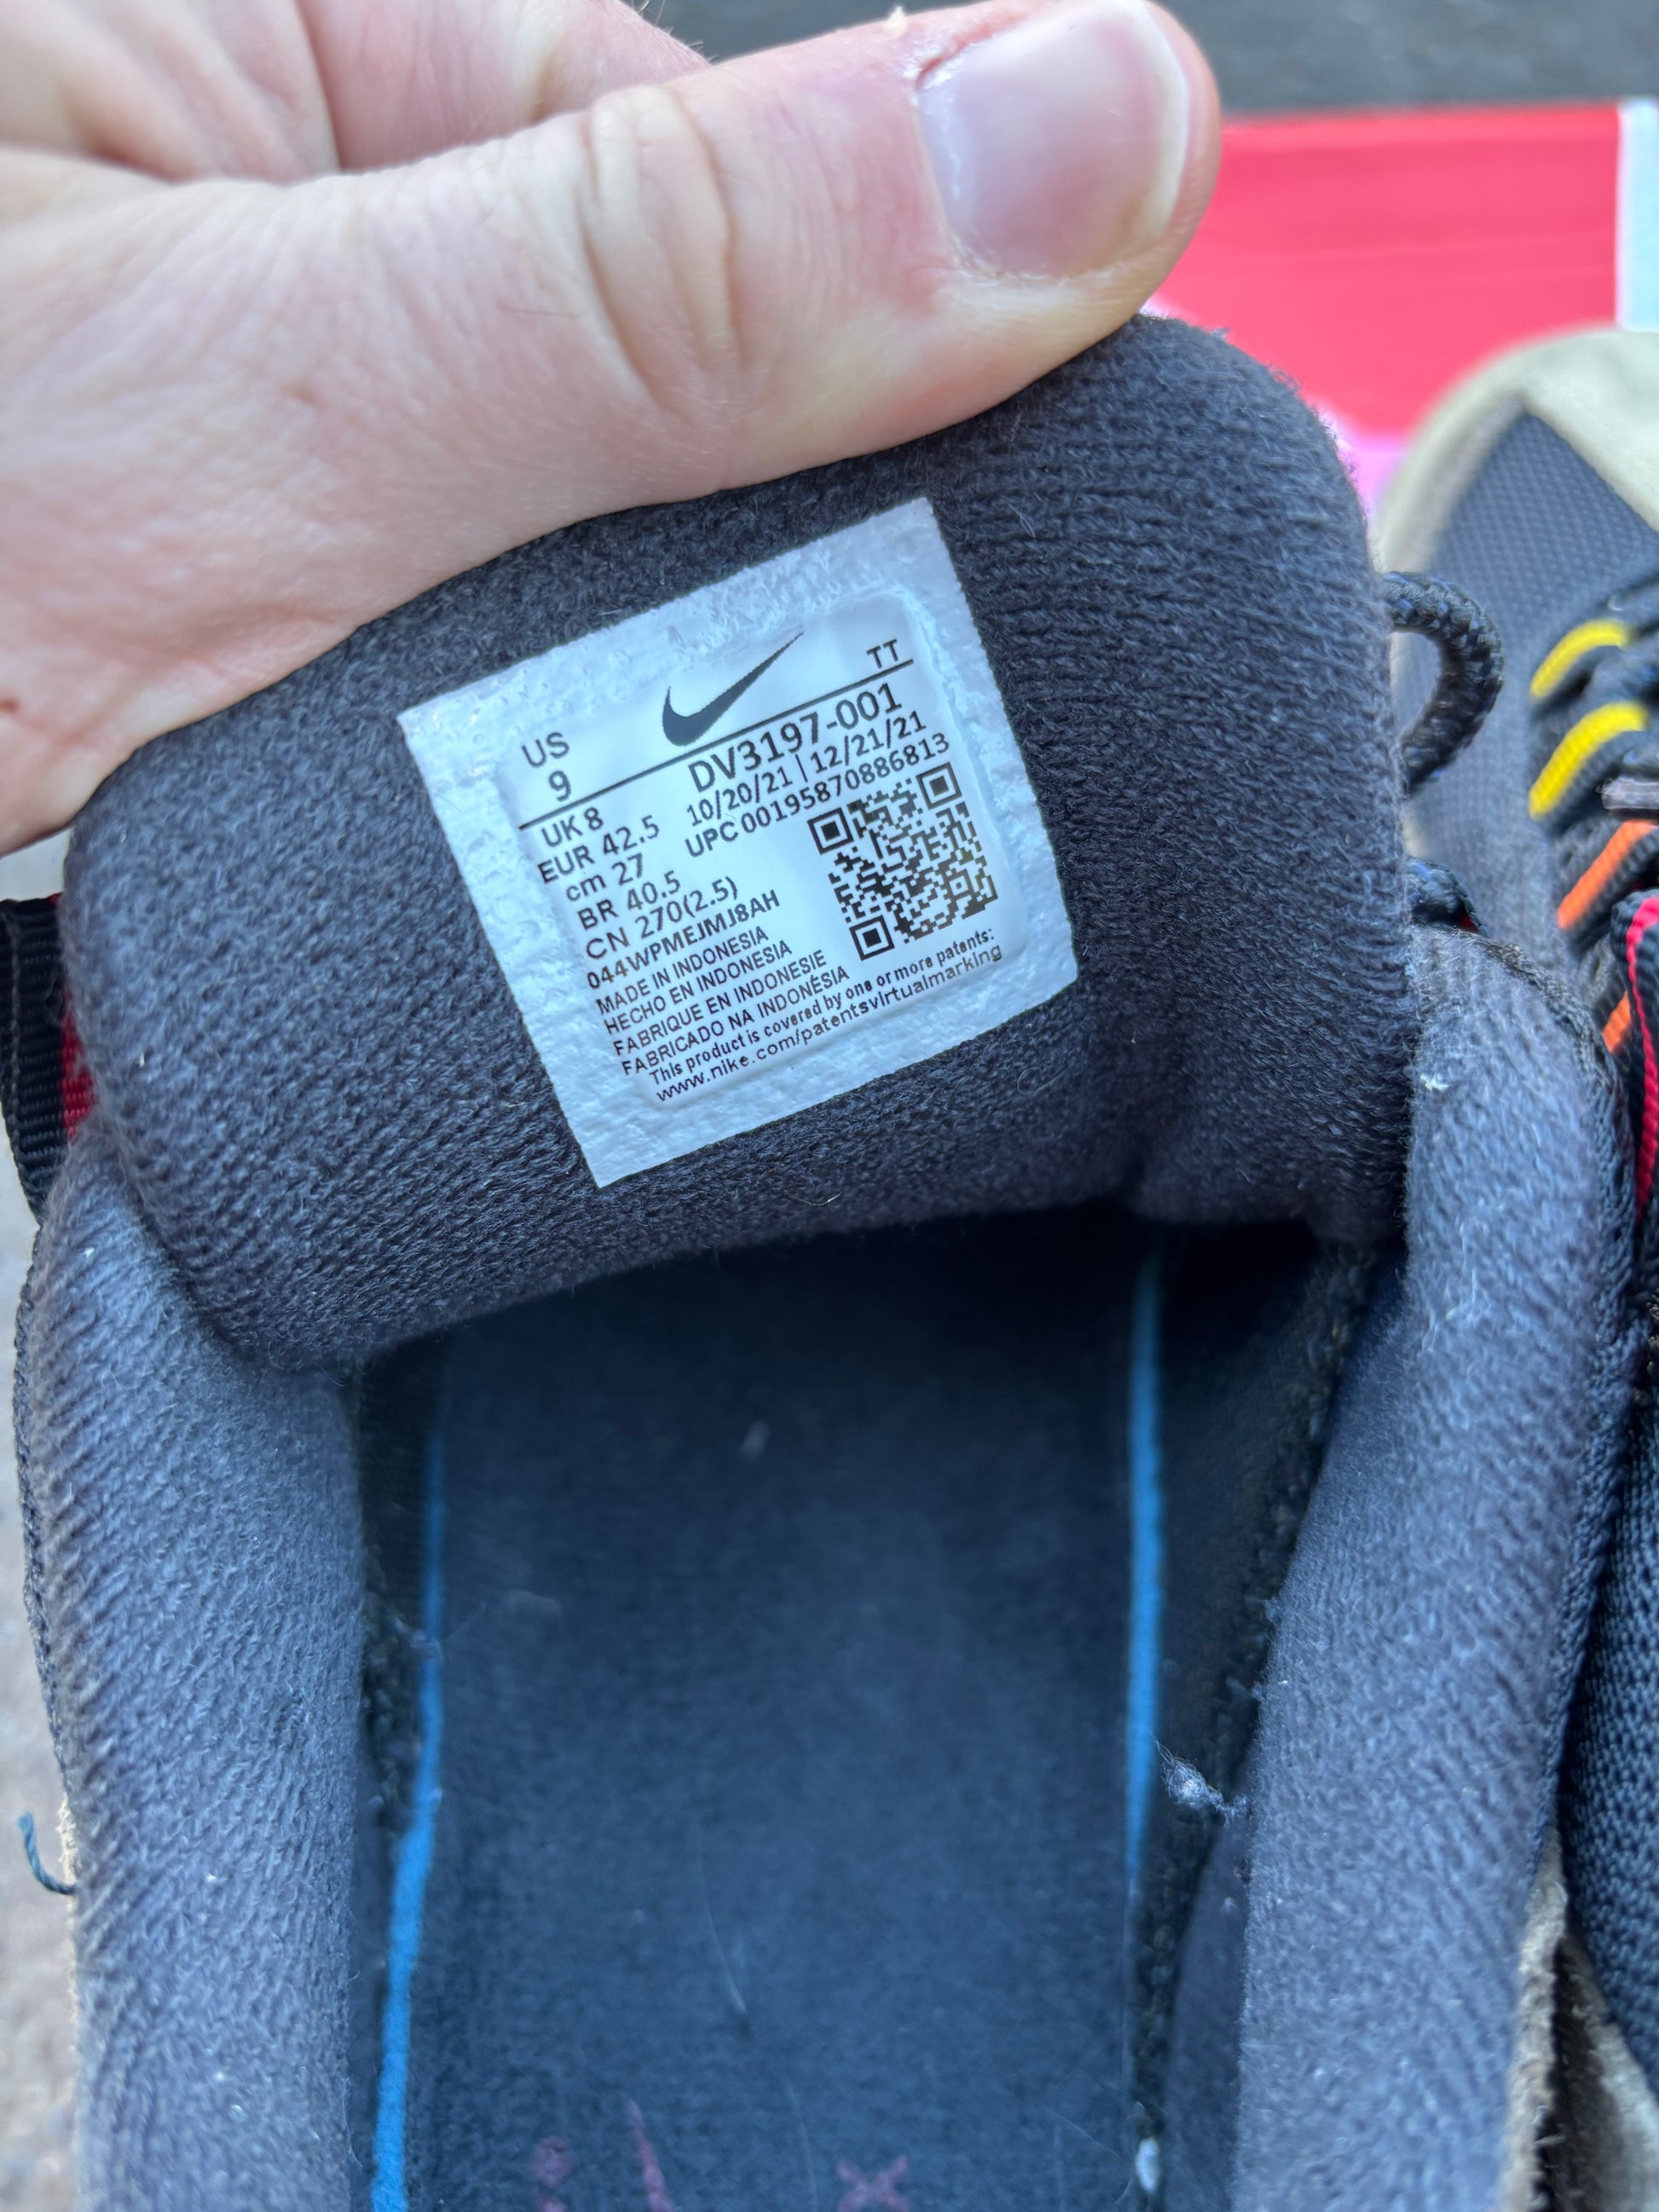 TT
US
9
DV3197-001
10/20/21 | 12/21/21
UPC 00195870886813
UK 8
EUR 42.5
cm 27
BR 40.5
CN 270(2.5)
044WPMEJMJ8AH
MADE IN INDONESIA
HECHO EN INDONESIA
FABRIQUE EN INDONESIE
FABRICADO NA INDONÉSIA
This product is covered by one or more patents:
www.nike.com/patentsvirtualmarking